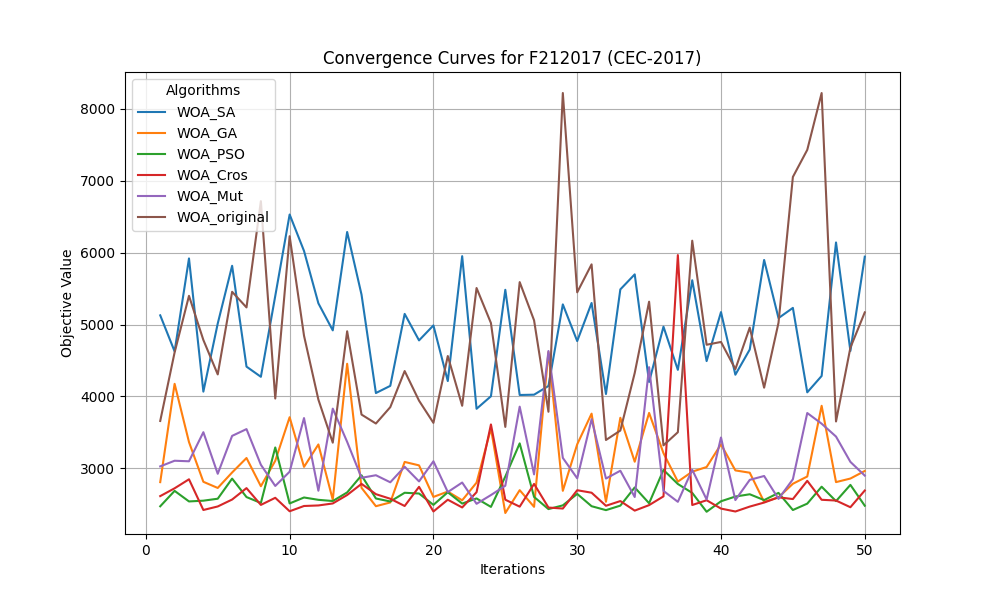 Convergence Curves for F212017 (CEC-2017)
Algorithms
WOA_SA
WOA_GA
WOA_PSO
WOA_Cros
WOA_Mut
WOA_original
8000
7000
6000
5000
4000
3000
Objective Value
0 10 20 30 40 50
Iterations